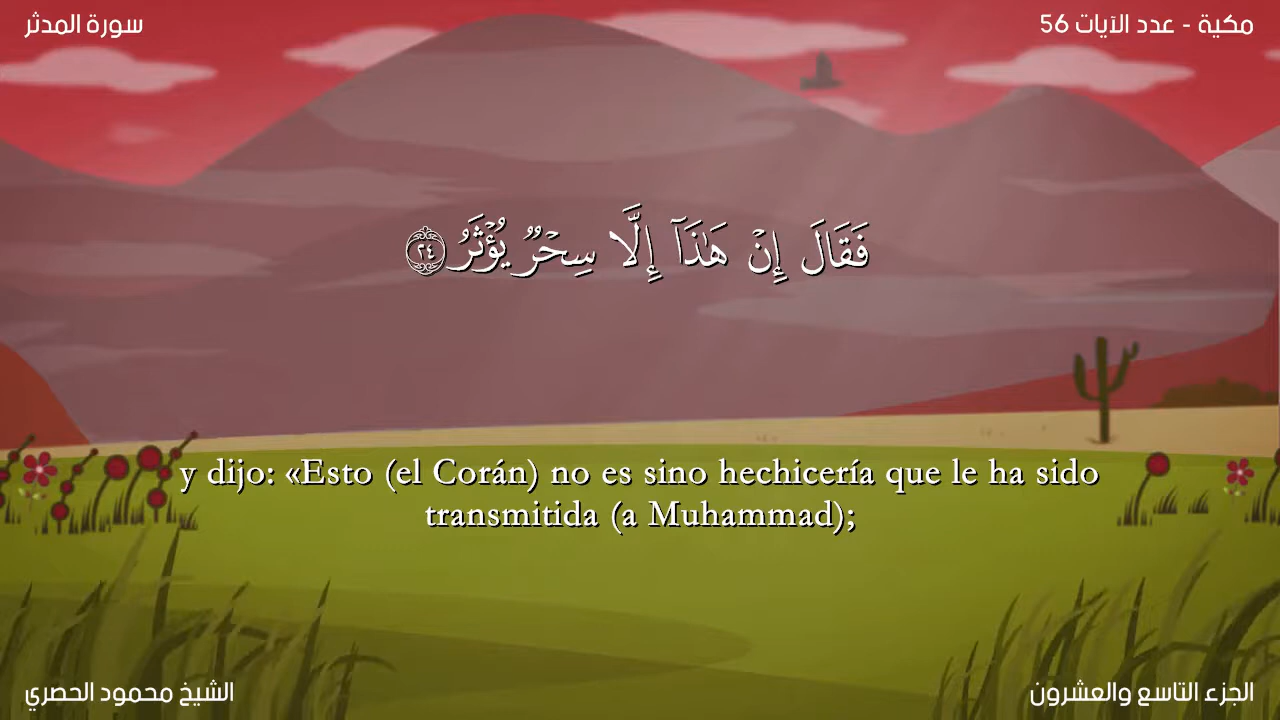 سورة المدثر
مكية - عدد الآيات 56
فَقَالَ إِنْ هَٰذَآ إِلَّا سِحْرٌ يُؤْثَرُ ٢٤
y dijo: «Esto (el Corán) no es sino hechicería que le ha sido
transmitida (a Muhammad);
الشيخ محمود الحصري
الجزء التاسع والعشرون